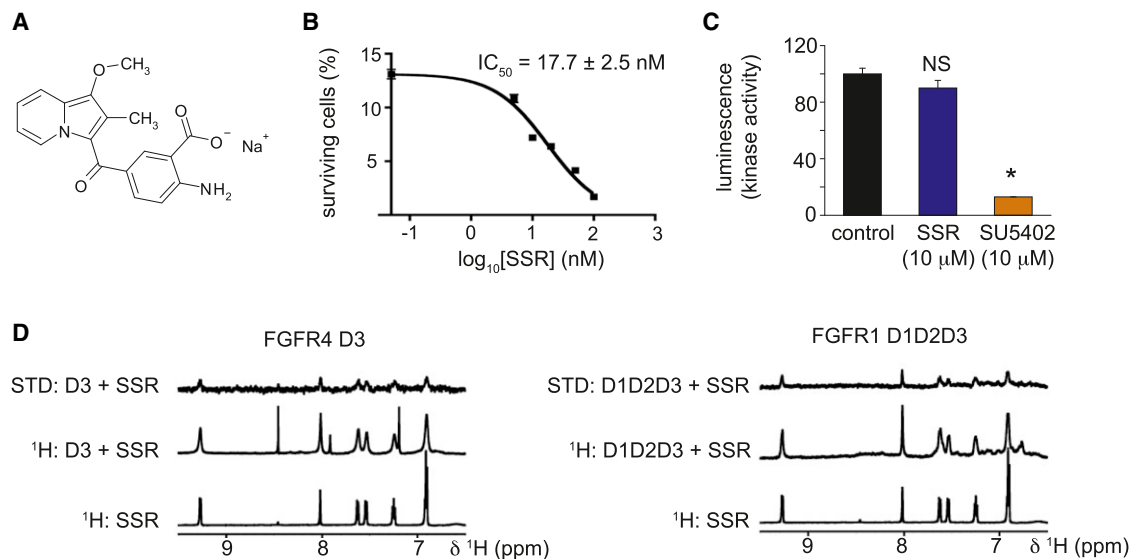 A
O
CH₃
CH₃
N
O
O⁻
Na⁺
O
NH₂
B
surviving cells (%)
IC₅₀ = 17.7 ± 2.5 nM
15
10
5
-1
0
1
2
3
log₁₀[SSR] (nM)
C
luminescence
(kinase activity)
120
80
40
0
NS
*
control
SSR
(10 μM)
SU5402
(10 μM)
D
FGFR4 D3
STD: D3 + SSR
¹H: D3 + SSR
¹H: SSR
9
8
7
δ ¹H (ppm)
FGFR1 D1D2D3
STD: D1D2D3 + SSR
¹H: D1D2D3 + SSR
¹H: SSR
9
8
7
δ ¹H (ppm)